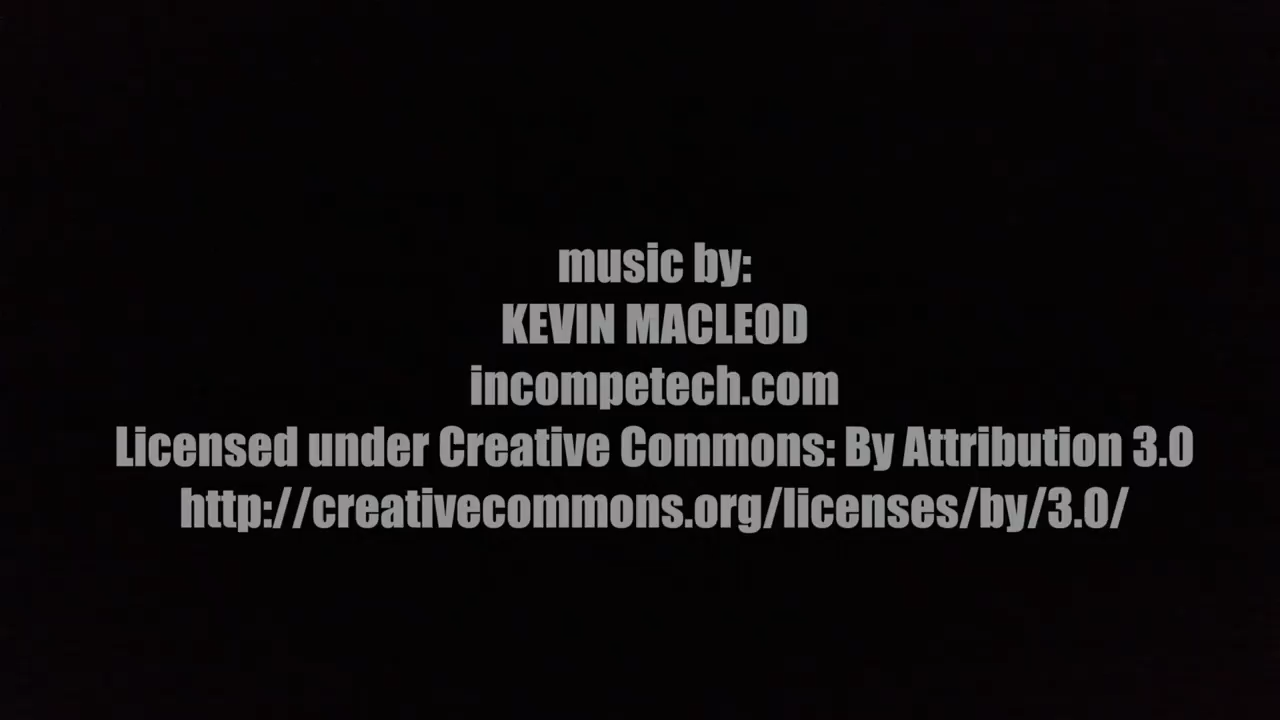 music by:
KEVIN MACLEOD
incompetech.com
Licensed under Creative Commons: By Attribution 3.0
http://creativecommons.org/licenses/by/3.0/